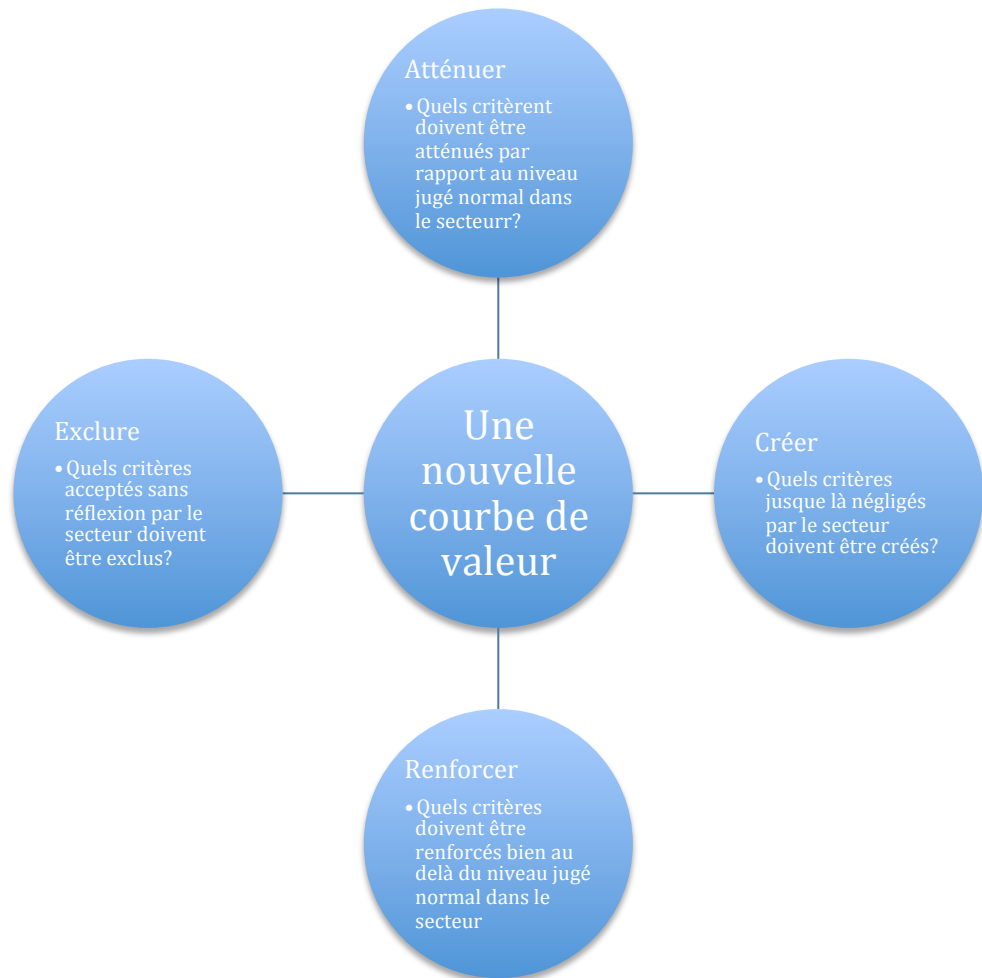 Atténuer
•Quels critèrent
doivent être
atténués par
rapport au niveau
jugé normal dans
le secteurr?
Exclure
•Quels critères
acceptés sans
réflexion par le
secteur doivent
être exclus?
Une
nouvelle
courbe de
valeur
Créer
•Quels critères
jusque là négligés
par le secteur
doivent être créés?
Renforcer
•Quels critères
doivent être
renforcés bien au
delà du niveau jugé
normal dans le
secteur